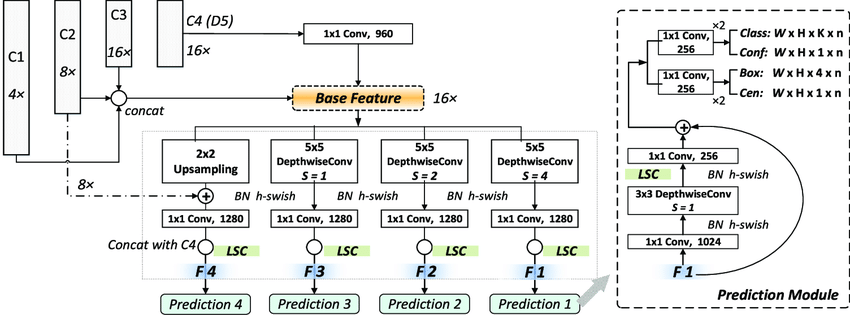 C1
4×
C2
8×
C3
16×
C4 (D5)
16×
1x1 Conv, 960
concat
Base Feature
16×
2x2
Upsampling
5x5
DepthwiseConv
S = 1
5x5
DepthwiseConv
S = 2
5x5
DepthwiseConv
S = 4
8×
BN h-swish
BN h-swish
BN h-swish
1x1 Conv, 1280
1x1 Conv, 1280
1x1 Conv, 1280
1x1 Conv, 1280
Concat with C4
LSC
LSC
LSC
LSC
F 4
F 3
F 2
F 1
Prediction 4
Prediction 3
Prediction 2
Prediction 1
×2
1x1 Conv,
256
Class: W x H x K x n
Conf: W x H x 1 x n
1x1 Conv,
256
×2
Box: W x H x 4 x n
Cen: W x H x 1 x n
1x1 Conv, 256
LSC
BN h-swish
3x3 DepthwiseConv
S = 1
BN h-swish
1x1 Conv, 1024
F 1
Prediction Module